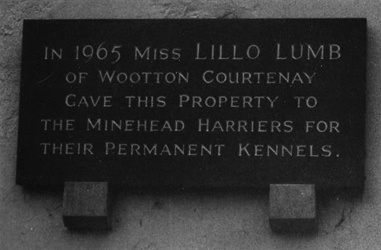 IN 1965 MISS LILLO LUMB
OF WOOTTON COURTENAY
GAVE THIS PROPERTY TO
THE MINEHEAD HARRIERS FOR
THEIR PERMANENT KENNELS.